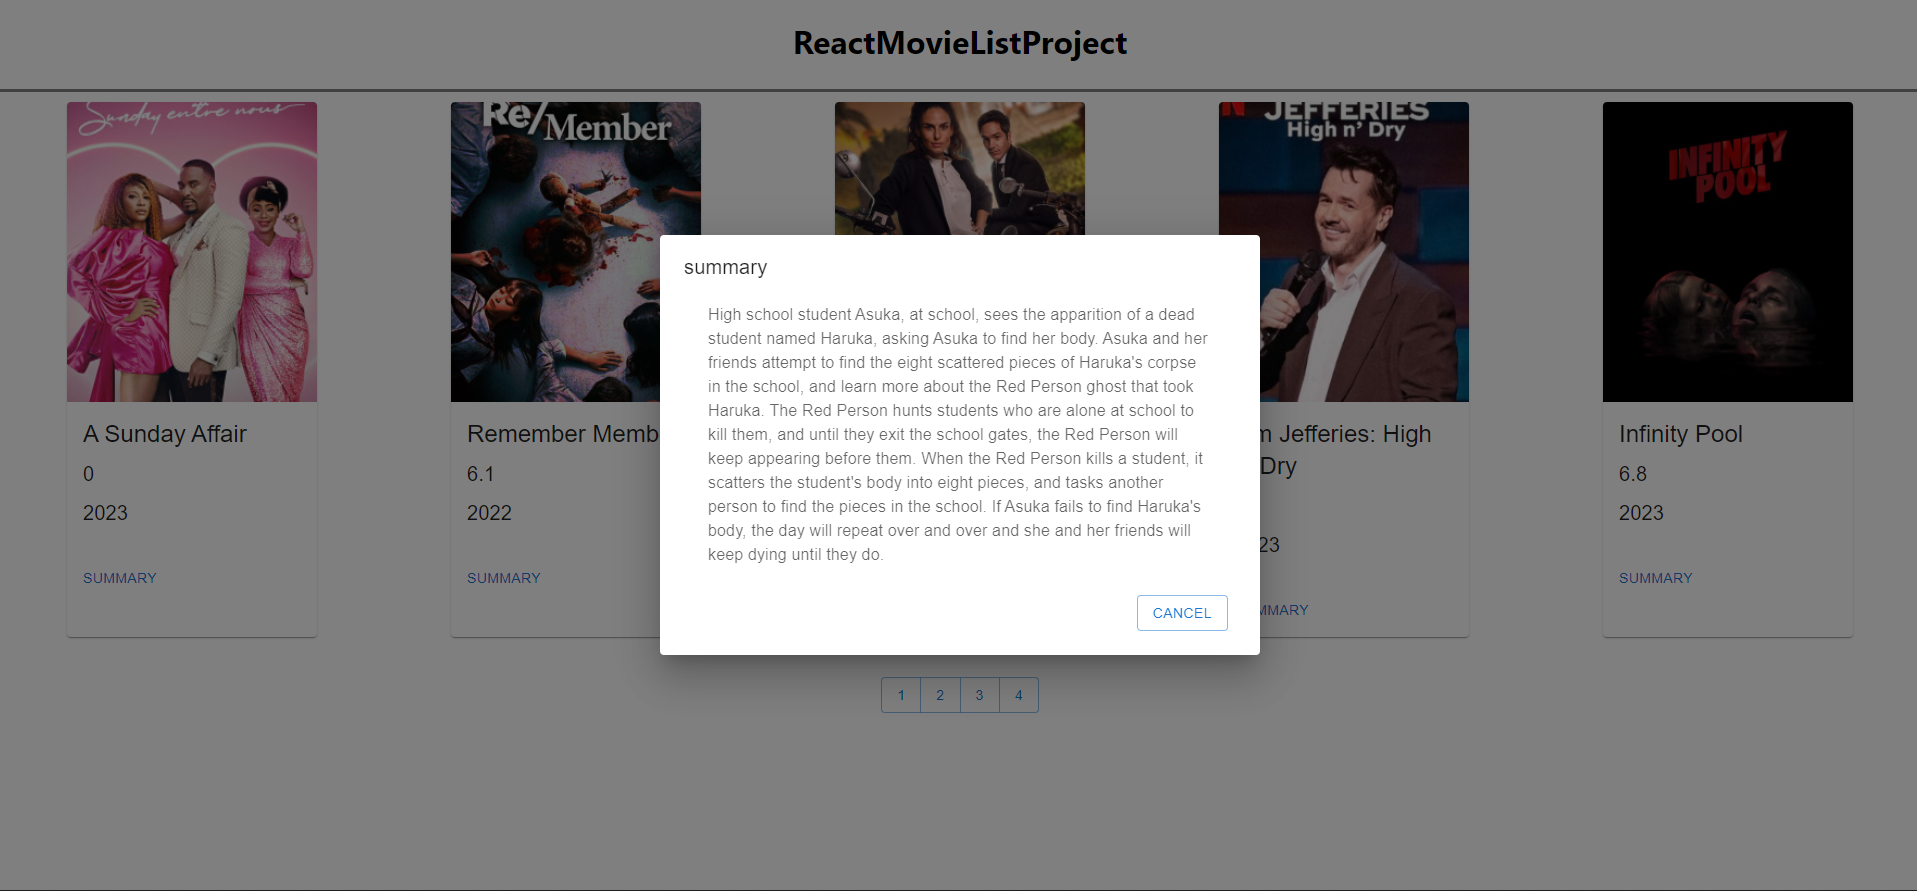 ReactMovieListProject
Sunday entre nous
Re/Member
JEFFERIES
High n' Dry
INFINITY
POOL
A Sunday Affair
0
2023
SUMMARY
Remember Memb
6.1
2022
SUMMARY
summary
High school student Asuka, at school, sees the apparition of a dead
student named Haruka, asking Asuka to find her body. Asuka and her
friends attempt to find the eight scattered pieces of Haruka's corpse
in the school, and learn more about the Red Person ghost that took
Haruka. The Red Person hunts students who are alone at school to
kill them, and until they exit the school gates, the Red Person will
keep appearing before them. When the Red Person kills a student, it
scatters the student's body into eight pieces, and tasks another
person to find the pieces in the school. If Asuka fails to find Haruka's
body, the day will repeat over and over and she and her friends will
keep dying until they do.
CANCEL
m Jefferies: High
Dry
23
MMARY
Infinity Pool
6.8
2023
SUMMARY
1
2
3
4